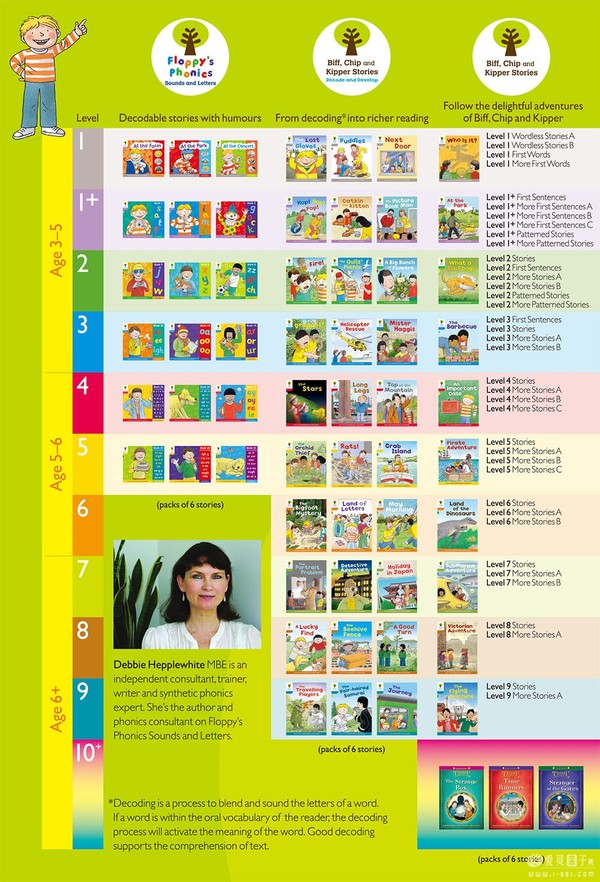 Floppy's
Phonics
Sounds and Letters
Biff, Chip and
Kipper Stories
Decode and Develop
Biff, Chip and
Kipper Stories
Level
Decodable stories with humours
From decoding* into richer reading
Follow the delightful adventures
of Biff, Chip and Kipper
Age 3–5
1
At the Farm
At the Park
At the Concert
The Lost Gloves
Puddles
Next Door
Who Is It?
Level 1 Wordless Stories A
Level 1 Wordless Stories B
Level 1 First Words
Level 1 More First Words
1+
Hop! Hop! Pop!
Catkin the Kitten
The Picture Book Man
At the Park
Level 1+ First Sentences
Level 1+ More First Sentences A
Level 1+ More First Sentences B
Level 1+ More First Sentences C
Level 1+ Patterned Stories
Level 1+ More Patterned Stories
2
Fire!
The Gulls' Picnic
A Big Bunch of Flowers
What a
Level 2 Stories
Level 2 First Sentences
Level 2 More Stories A
Level 2 More Stories B
Level 2 Patterned Stories
Level 2 More Patterned Stories
3
Helicopter Rescue
Mister Haggis
The Barbecue
Level 3 First Sentences
Level 3 Stories
Level 3 More Stories A
Level 3 More Stories B
Age 5–6
4
The Stars
Long Legs
Top of the Mountain
An Important Case
Level 4 Stories
Level 4 More Stories A
Level 4 More Stories B
Level 4 More Stories C
5
The Orchid Thief
Rats!
Crab Island
Pirate Adventure
Level 5 Stories
Level 5 More Stories A
Level 5 More Stories B
Level 5 More Stories C
6
(packs of 6 stories)
The Bigfoot Mystery
Land of Letters
May Morning
Land of the Dinosaurs
Level 6 Stories
Level 6 More Stories A
Level 6 More Stories B
Age 6+
7
The Portrait Problem
Detective Adventure
Holiday in Japan
Submarine Adventure
Level 7 Stories
Level 7 More Stories A
Level 7 More Stories B
8
A Lucky Find
The Beehive Fence
A Good Turn
Victorian Adventure
Level 8 Stories
Level 8 More Stories A
Debbie Hepplewhite MBE is an
independent consultant, trainer,
writer and synthetic phonics
expert. She's the author and
phonics consultant on Floppy's
Phonics Sounds and Letters.
9
The Travelling Players
The Fair-haired Samurai
The Journey
The Flying
Level 9 Stories
Level 9 More Stories A
(packs of 6 stories)
10+
The Strange Box
Time Runners
Stranger at the Gates
*Decoding is a process to blend and sound the letters of a word.
If a word is within the oral vocabulary of the reader, the decoding
process will activate the meaning of the word. Good decoding
supports the comprehension of text.
(packs of 6 stories)